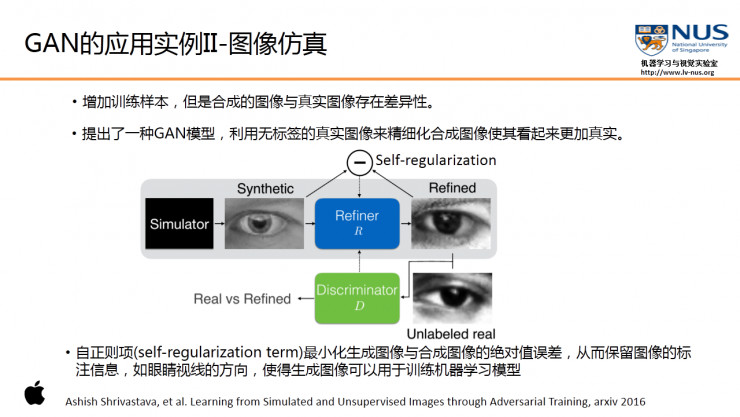 GAN的应用实例II-图像仿真
NUS
National University
of Singapore
机器学习与视觉实验室
http://www.lv-nus.org
• 增加训练样本，但是合成的图像与真实图像存在差异性。
• 提出了一种GAN模型，利用无标签的真实图像来精细化合成图像使其看起来更加真实。
Self-regularization
Synthetic
Refined
Simulator
Refiner
R
Discriminator
D
Real vs Refined
Unlabeled real
• 自正则项(self-regularization term)最小化生成图像与合成图像的绝对值误差，从而保留图像的标
注信息，如眼睛视线的方向，使得生成图像可以用于训练机器学习模型
Ashish Shrivastava, et al. Learning from Simulated and Unsupervised Images through Adversarial Training, arxiv 2016